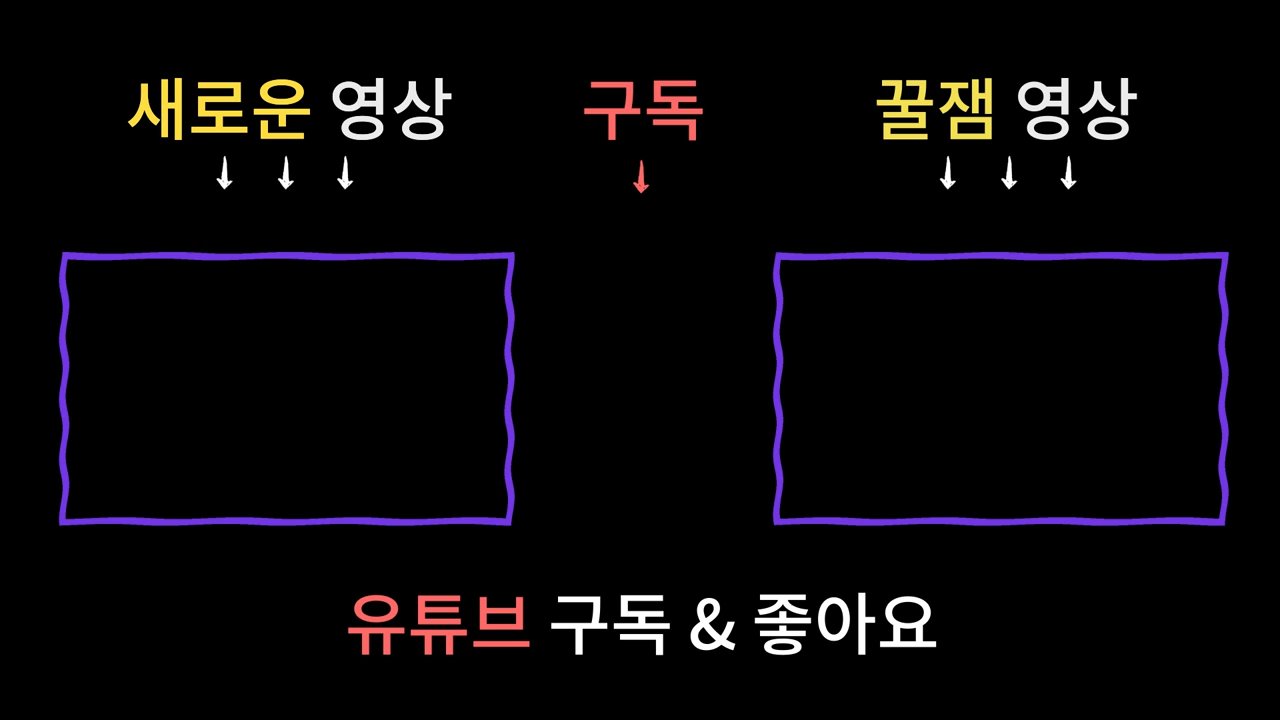 새로운 영상
구독
꿀잼 영상
유튜브 구독 & 좋아요